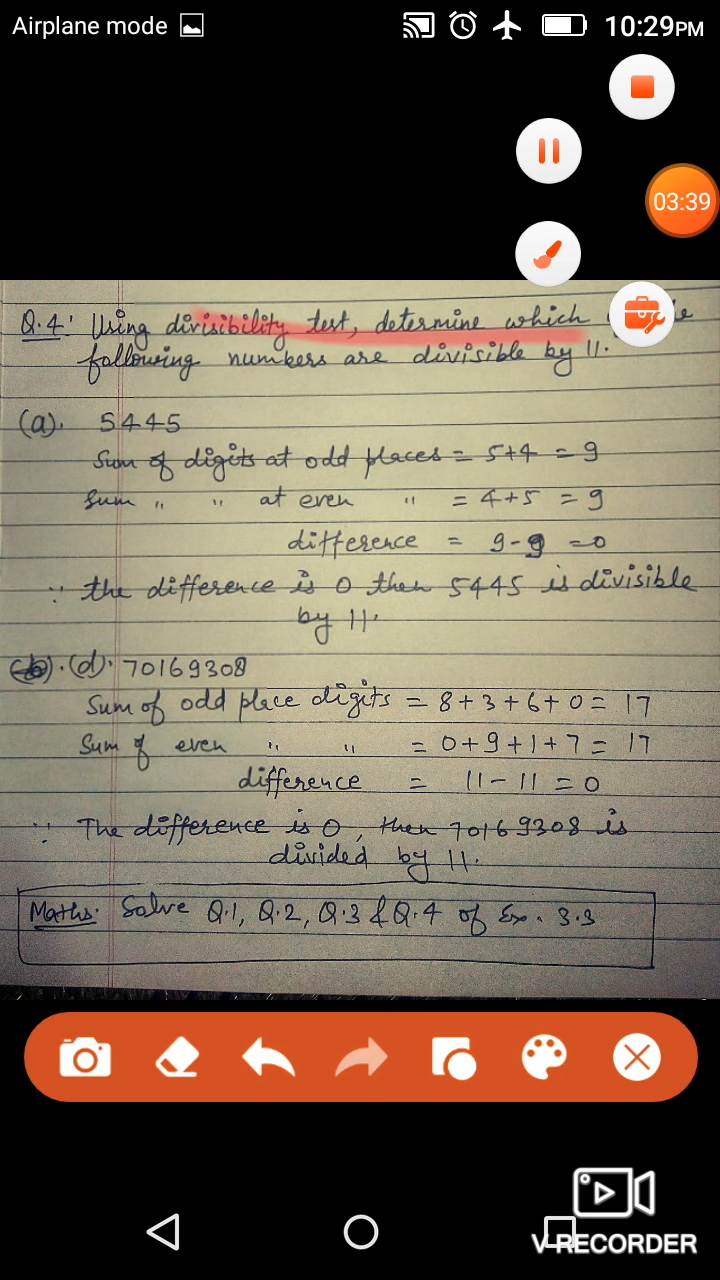 Airplane mode
10:29PM
03:39
Q.4: Using divisibility test, determine which
following numbers are divisible by 11.
(a). 5445
Sum of digits at odd places = 5+4 = 9
Sum " " at even " = 4+5 = 9
difference = 9-9 =0
∵ the difference is 0 then 5445 is divisible
by 11.
(d). 70169308
Sum of odd place digits = 8+3+6+0= 17
Sum of even " " = 0+9+1+7= 17
difference = 11-11 =0
∵ The difference is 0, then 70169308 is
divided by 11.
Maths: Solve Q.1, Q.2, Q.3 & Q.4 of Ex. 3.3
V RECORDER